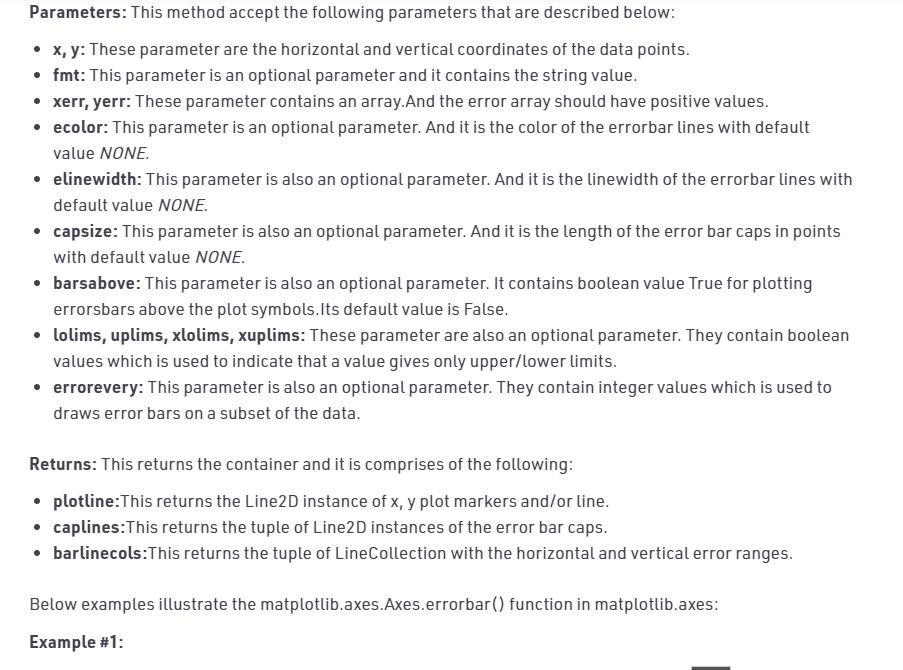 Parameters: This method accept the following parameters that are described below:
• x, y: These parameter are the horizontal and vertical coordinates of the data points.
• fmt: This parameter is an optional parameter and it contains the string value.
• xerr, yerr: These parameter contains an array.And the error array should have positive values.
• ecolor: This parameter is an optional parameter. And it is the color of the errorbar lines with default
value NONE.
• elinewidth: This parameter is also an optional parameter. And it is the linewidth of the errorbar lines with
default value NONE.
• capsize: This parameter is also an optional parameter. And it is the length of the error bar caps in points
with default value NONE.
• barsabove: This parameter is also an optional parameter. It contains boolean value True for plotting
errorsbars above the plot symbols.Its default value is False.
• lolims, uplims, xlolims, xuplims: These parameter are also an optional parameter. They contain boolean
values which is used to indicate that a value gives only upper/lower limits.
• errorevery: This parameter is also an optional parameter. They contain integer values which is used to
draws error bars on a subset of the data.
Returns: This returns the container and it is comprises of the following:
• plotline:This returns the Line2D instance of x, y plot markers and/or line.
• caplines:This returns the tuple of Line2D instances of the error bar caps.
• barlinecols:This returns the tuple of LineCollection with the horizontal and vertical error ranges.
Below examples illustrate the matplotlib.axes.Axes.errorbar() function in matplotlib.axes:
Example #1: